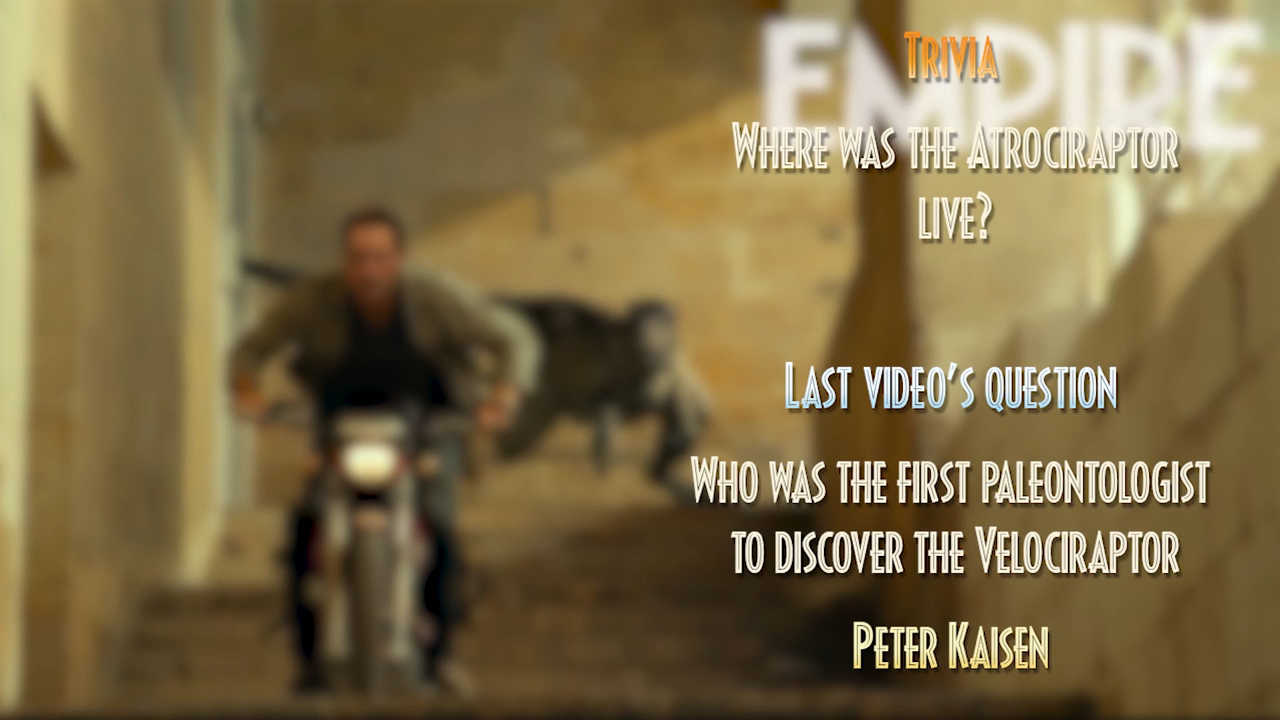 EMPIRE
Trivia
Where was the Atrociraptor
live?
Last video's question
Who was the first paleontologist
to discover the Velociraptor
Peter Kaisen